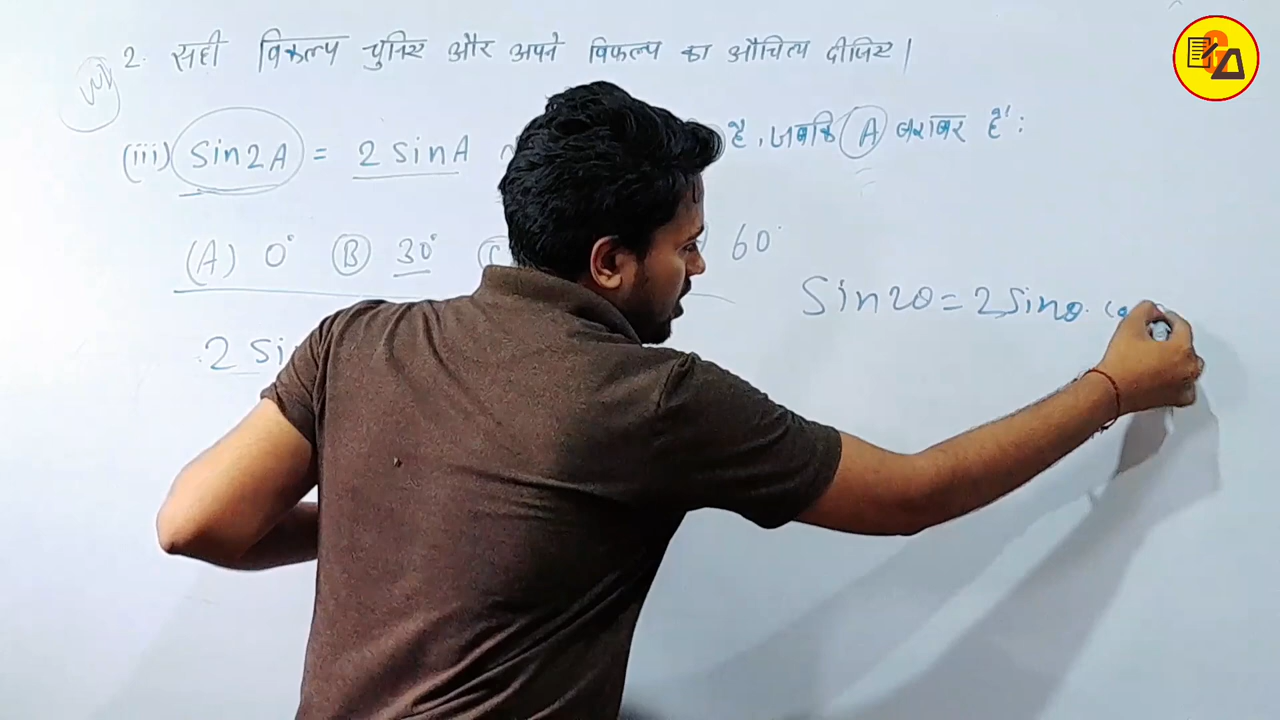 2. सही विकल्प चुनिए और अपने विकल्प का औचित्य दीजिए।
(iii) Sin2A = 2 SinA है, जबकि A बराबर है:
(A) 0° (B) 30° (C 60°
Sin2θ = 2Sinθ.
2 Si